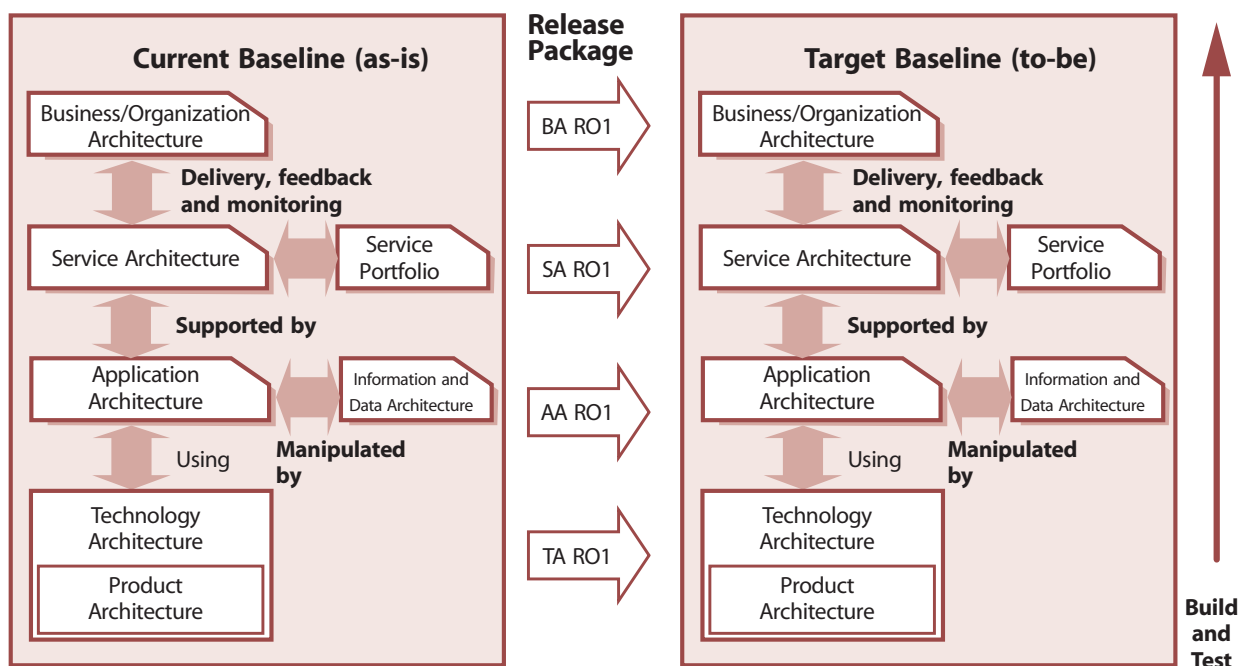 Current Baseline (as-is)
Business/Organization
Architecture
Delivery, feedback
and monitoring
Service Architecture
Service
Portfolio
Supported by
Application
Architecture
Information and
Data Architecture
Using
Manipulated
by
Technology
Architecture
Product
Architecture
Release
Package
BA RO1
SA RO1
AA RO1
TA RO1
Target Baseline (to-be)
Business/Organization
Architecture
Delivery, feedback
and monitoring
Service Architecture
Service
Portfolio
Supported by
Application
Architecture
Information and
Data Architecture
Using
Manipulated
by
Technology
Architecture
Product
Architecture
Build
and
Test